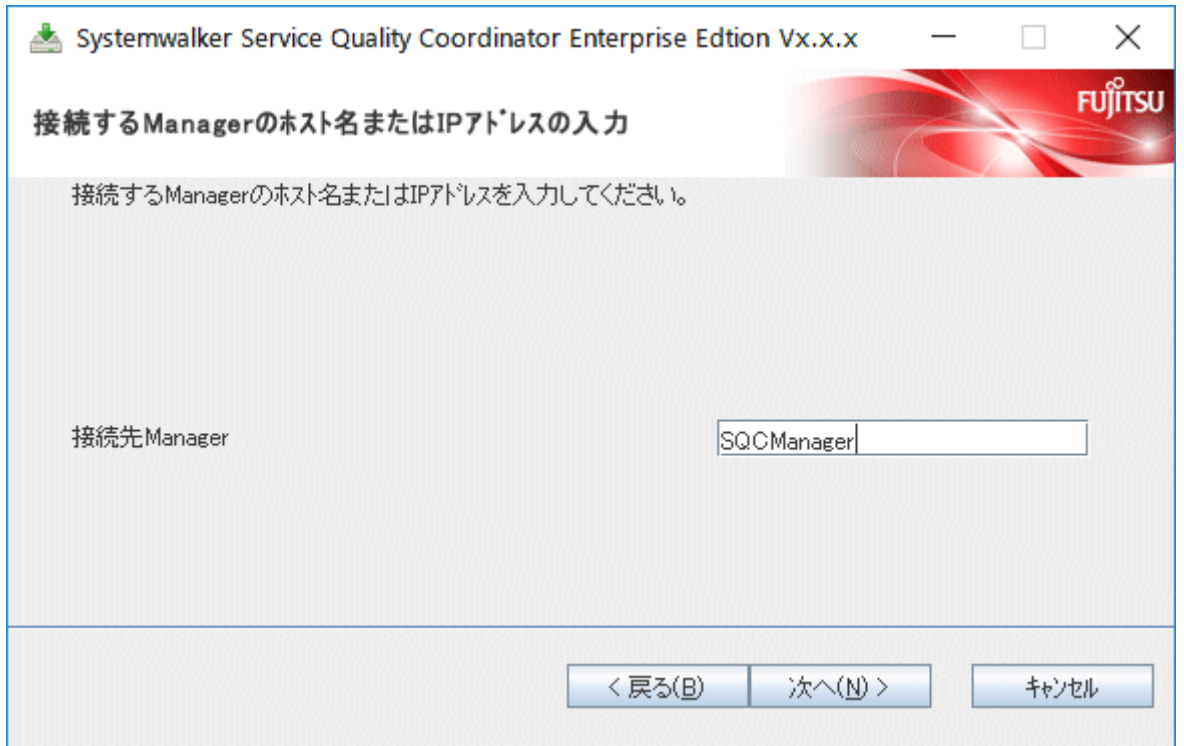 Systemwalker Service Quality Coordinator Enterprise Edtion Vx.x.x
接続するManagerのホスト名またはIPアドレスの入力
FUJITSU
接続するManagerのホスト名またはIPアドレスを入力してください。
接続先Manager
SQCManager
< 戻る(B)
次へ(N) >
キャンセル